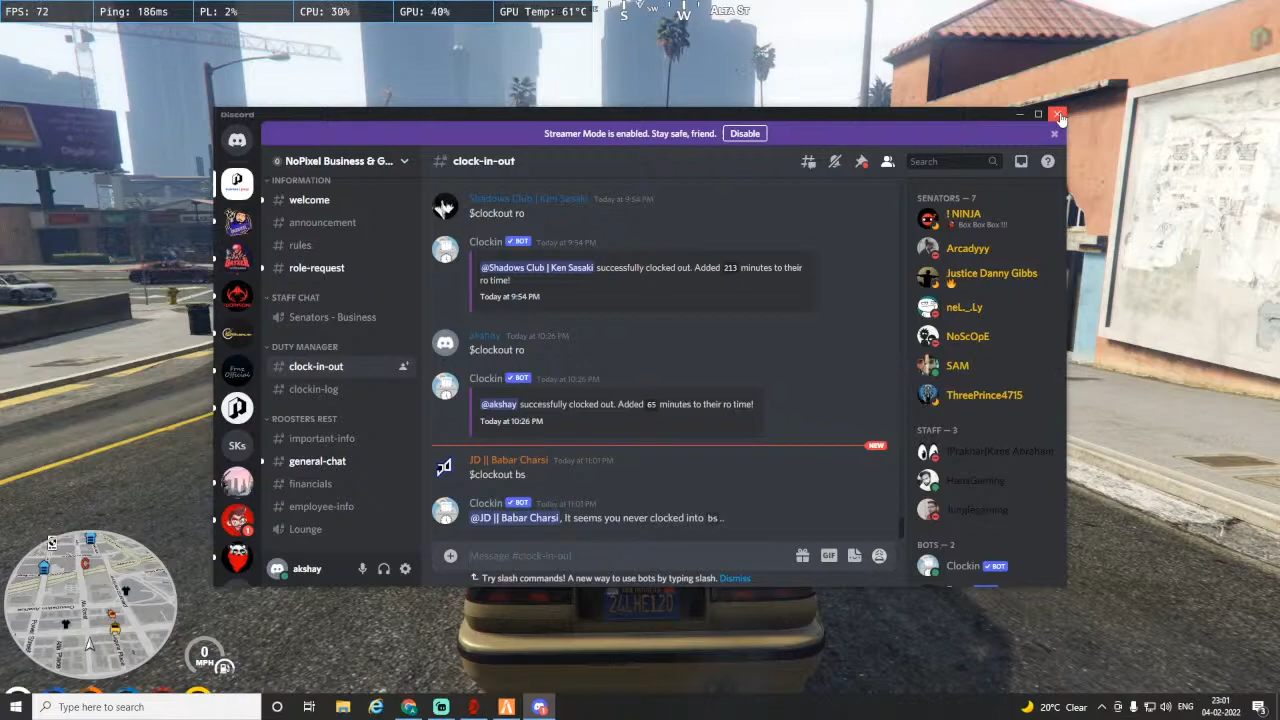 FPS: 72 Ping: 186ms PL: 2% CPU: 30% GPU: 40% GPU Temp: 61°C
S SW W Alta St
Discord
Streamer Mode is enabled. Stay safe, friend. Disable
NoPixel Business & G...
clock-in-out
Search
INFORMATION
welcome
announcement
rules
role-request
STAFF CHAT
Senators - Business
DUTY MANAGER
clock-in-out
clockin-log
ROOSTERS REST
important-info
general-chat
financials
employee-info
Lounge
SKs
1
akshay
Shadows Club | Ken Sasaki Today at 9:54 PM
$clockout ro
Clockin BOT Today at 9:54 PM
@Shadows Club | Ken Sasaki successfully clocked out. Added 213 minutes to their
ro time!
Today at 9:54 PM
akshay Today at 10:26 PM
$clockout ro
Clockin BOT Today at 10:26 PM
@akshay successfully clocked out. Added 65 minutes to their ro time!
Today at 10:26 PM
NEW
JD || Babar Charsi Today at 11:01 PM
$clockout bs
Clockin BOT Today at 11:01 PM
@JD || Babar Charsi, It seems you never clocked into bs ..
Message #clock-in-out
GIF
Try slash commands! A new way to use bots by typing slash. Dismiss
SENATORS — 7
! NINJA
Box Box Box !!!
Arcadyyy
Justice Danny Gibbs
neL._.Ly
NoScOpE
SAM
ThreePrince4715
STAFF — 3
HansGaming
Junglegaming
BOTS — 2
Clockin BOT
24LHE120
0
MPH
Type here to search
20°C Clear
23:01
04-02-2022